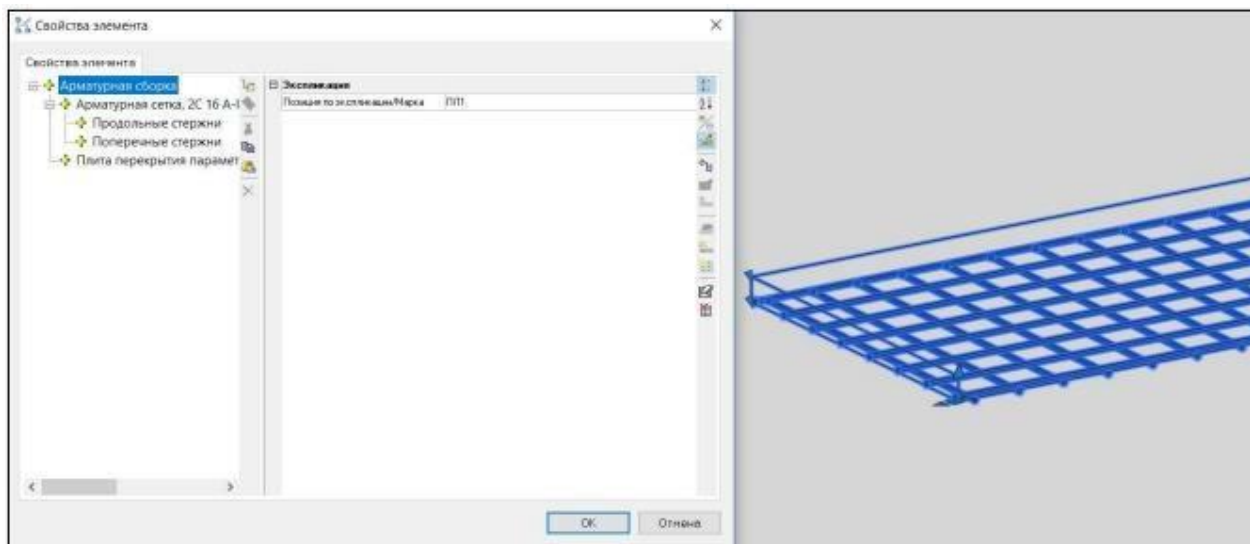 Свойства элемента
Свойства элемента
Арматурная сборка
Арматурная сетка, 2С 16 А-I
Продольные стержни
Поперечные стержни
Плита перекрытия парамет
Экспликация
Позиция по экспликации/Марка ПП1
ОК
Отмена